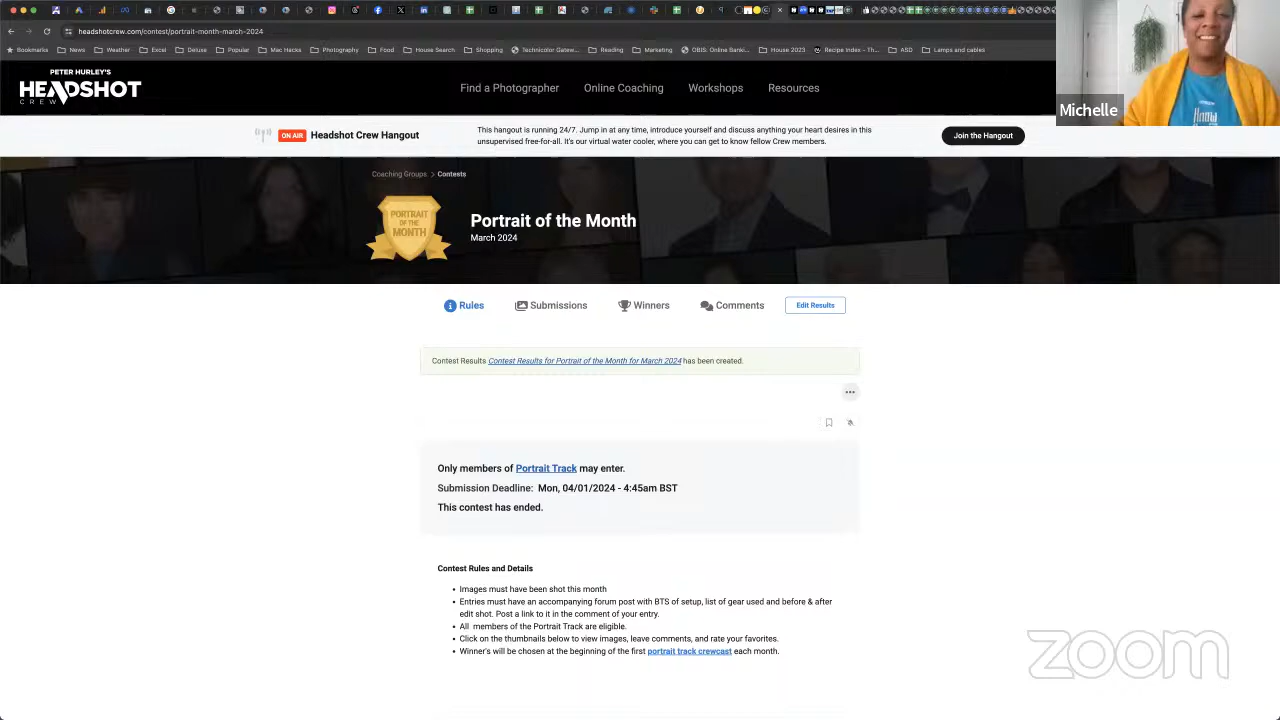 headshotcrew.com/contest/portrait-month-march-2024
Bookmarks News Weather Excel Deluxe Popular Mac Hacks Photography Food House Search Shopping Technicolor Gatew... Reading Marketing OBIS: Online Banki... House 2023 Recipe Index - Th... ASD Lamps and cables
PETER HURLEY'S
HEADSHOT
CREW
Find a Photographer Online Coaching Workshops Resources
Michelle
ON AIR Headshot Crew Hangout
This hangout is running 24/7. Jump in at any time, introduce yourself and discuss anything your heart desires in this
unsupervised free-for-all. It's our virtual water cooler, where you can get to know fellow Crew members.
Join the Hangout
Coaching Groups > Contests
PORTRAIT
OF THE
MONTH
Portrait of the Month
March 2024
Rules Submissions Winners Comments Edit Results
Contest Results Contest Results for Portrait of the Month for March 2024 has been created.
Only members of Portrait Track may enter.
Submission Deadline: Mon, 04/01/2024 - 4:45am BST
This contest has ended.
Contest Rules and Details
• Images must have been shot this month
• Entries must have an accompanying forum post with BTS of setup, list of gear used and before & after
edit shot. Post a link to it in the comment of your entry.
• All members of the Portrait Track are eligible.
• Click on the thumbnails below to view images, leave comments, and rate your favorites.
• Winner's will be chosen at the beginning of the first portrait track crewcast each month.
zoom